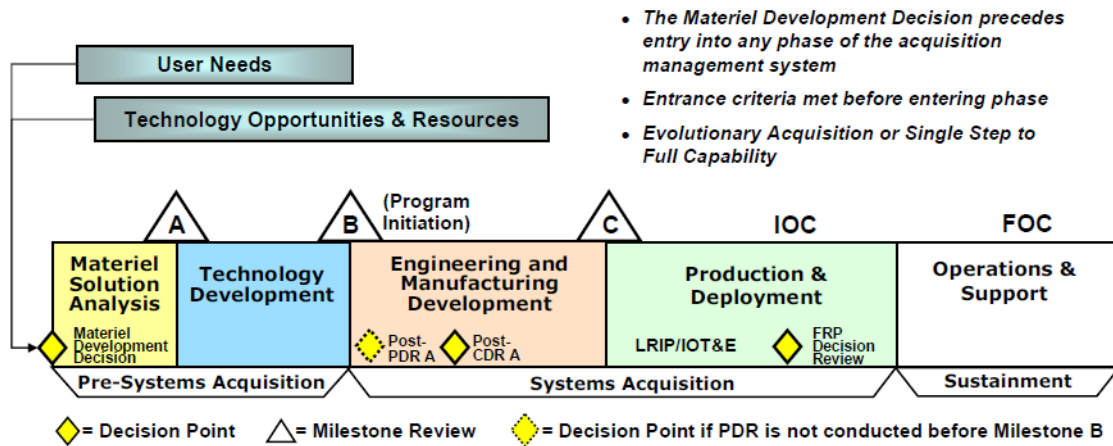 User Needs
Technology Opportunities & Resources
• The Materiel Development Decision precedes
entry into any phase of the acquisition
management system
• Entrance criteria met before entering phase
• Evolutionary Acquisition or Single Step to
Full Capability
A
B
(Program
Initiation)
C
IOC
FOC
Materiel
Solution
Analysis
Materiel
Development
Decision
Technology
Development
Engineering and
Manufacturing
Development
Post-
PDR A
Post-
CDR A
Production &
Deployment
LRIP/IOT&E
FRP
Decision
Review
Operations &
Support
Pre-Systems Acquisition
Systems Acquisition
Sustainment
= Decision Point
= Milestone Review
= Decision Point if PDR is not conducted before Milestone B